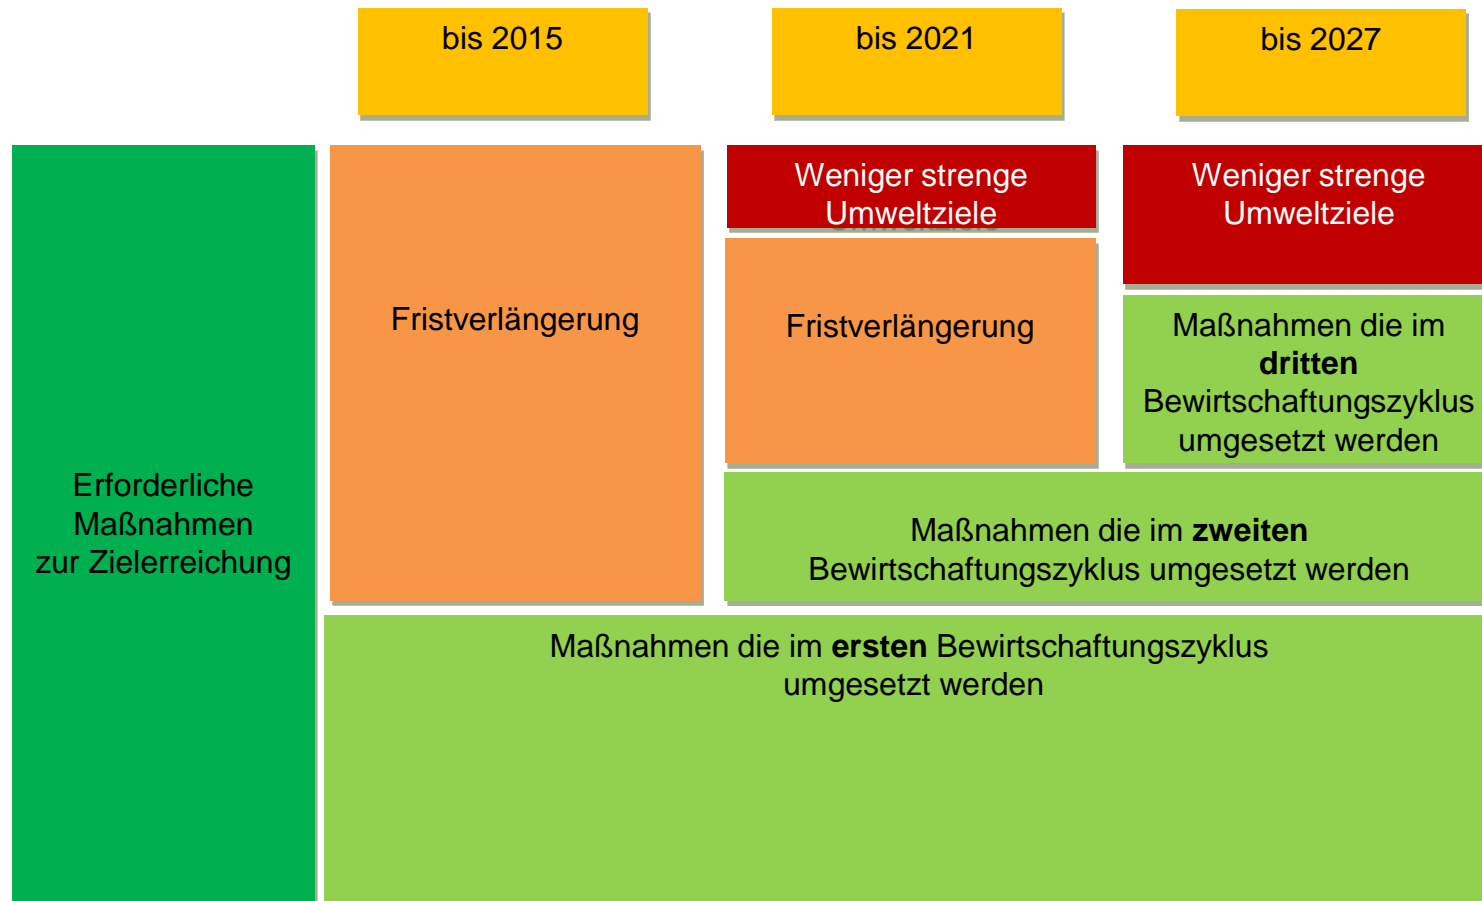 bis 2015
bis 2021
bis 2027
Erforderliche
Maßnahmen
zur Zielerreichung
Fristverlängerung
Weniger strenge
Umweltziele
Fristverlängerung
Weniger strenge
Umweltziele
Maßnahmen die im
dritten
Bewirtschaftungszyklus
umgesetzt werden
Maßnahmen die im zweiten
Bewirtschaftungszyklus umgesetzt werden
Maßnahmen die im ersten Bewirtschaftungszyklus
umgesetzt werden